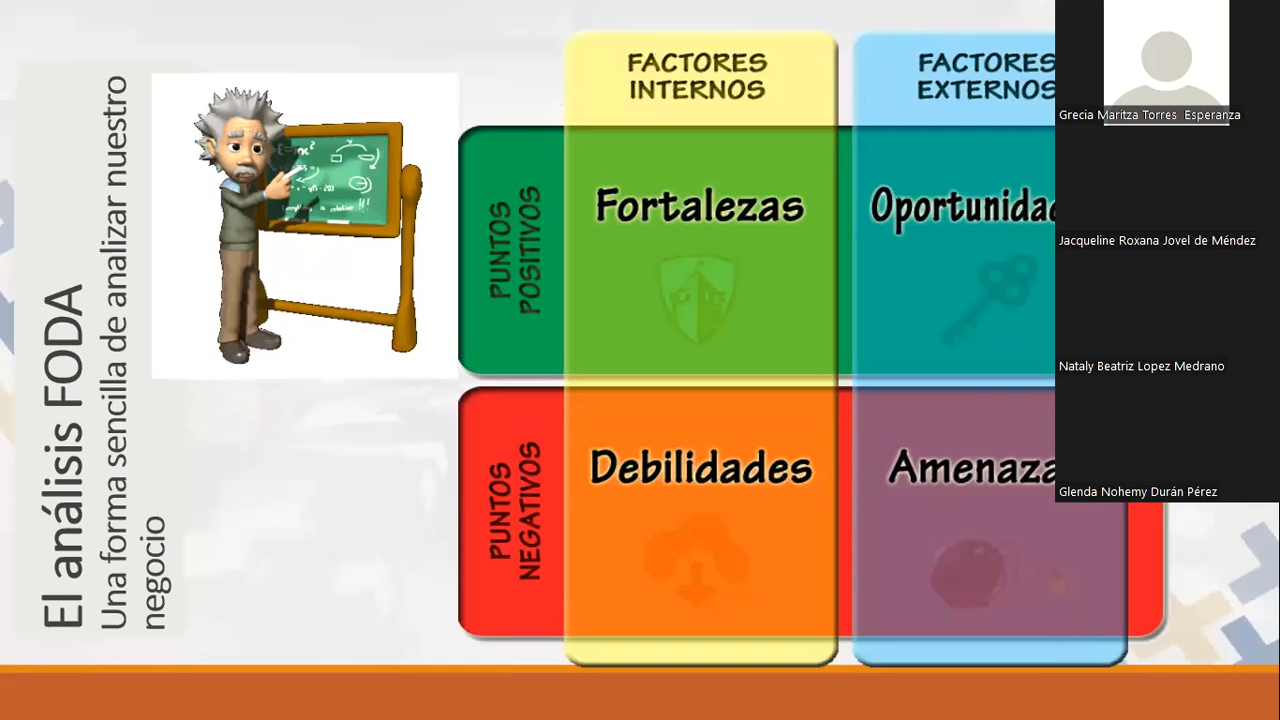 El análisis FODA
Una forma sencilla de analizar nuestro
negocio
FACTORES
INTERNOS
FACTORES
EXTERNOS
PUNTOS
POSITIVOS
Fortalezas
Oportunidad
PUNTOS
NEGATIVOS
Debilidades
Amenaza
Grecia Maritza Torres Esperanza
Jacqueline Roxana Jovel de Méndez
Nataly Beatriz Lopez Medrano
Glenda Nohemy Durán Pérez